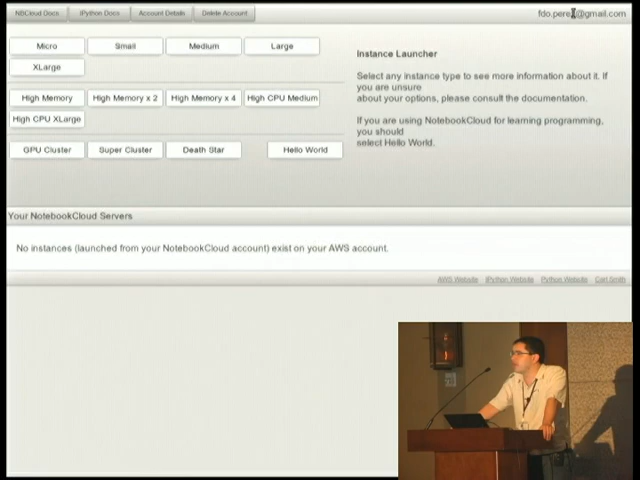 NBCloud Docs
IPython Docs
Account Details
Delete Account
fdo.perez@gmail.com
Micro
Small
Medium
Large
XLarge
High Memory
High Memory x 2
High Memory x 4
High CPU Medium
High CPU XLarge
GPU Cluster
Super Cluster
Death Star
Hello World
Instance Launcher
Select any instance type to see more information about it. If
you are unsure
about your options, please consult the documentation.
If you are using NotebookCloud for learning programming,
you should
select Hello World.
Your NotebookCloud Servers
No instances (launched from your NotebookCloud account) exist on your AWS account.
AWS Website
IPython Website
Python Website
Carl Smith